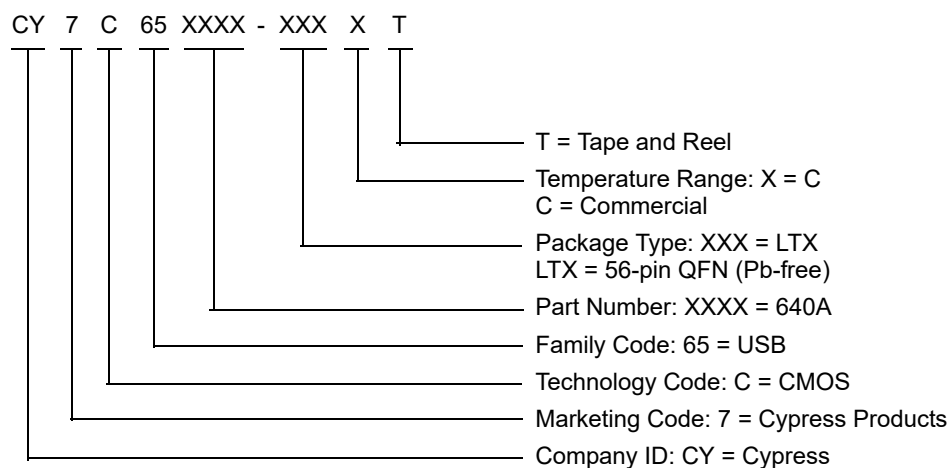 CY 7 C 65 XXXX - XXX X T
T = Tape and Reel
Temperature Range: X = C
C = Commercial
Package Type: XXX = LTX
LTX = 56-pin QFN (Pb-free)
Part Number: XXXX = 640A
Family Code: 65 = USB
Technology Code: C = CMOS
Marketing Code: 7 = Cypress Products
Company ID: CY = Cypress